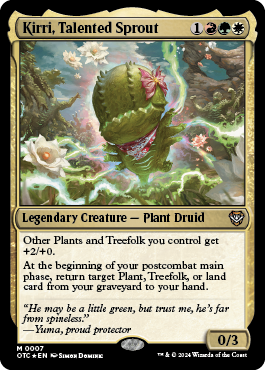 Kirri, Talented Sprout 1
Legendary Creature — Plant Druid
Other Plants and Treefolk you control get
+2/+0.
At the beginning of your postcombat main
phase, return target Plant, Treefolk, or land
card from your graveyard to your hand.
“He may be a little green, but trust me, he’s far
from spineless.”
—Yuma, proud protector
0/3
M 0007
OTC ★ EN Simon Dominic
™ & © 2024 Wizards of the Coast